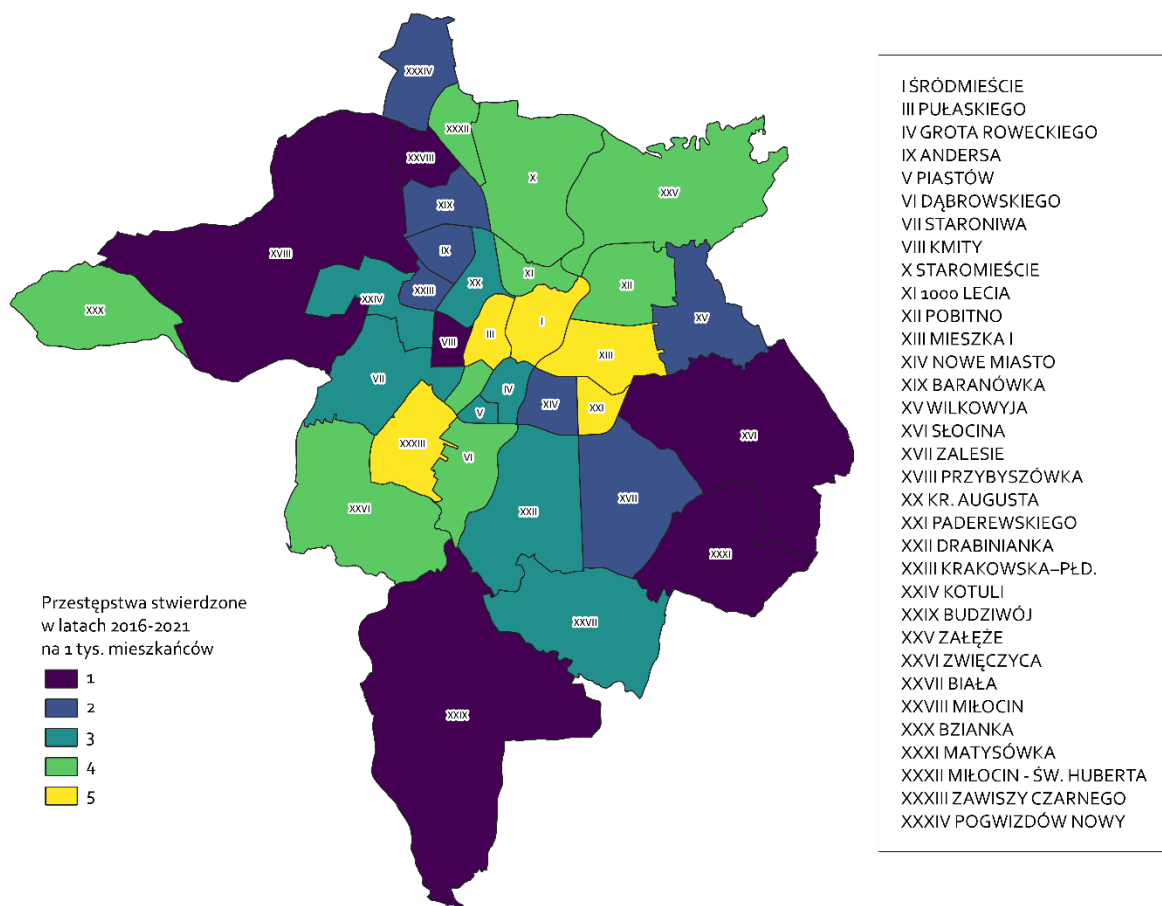 XXXIV
XXXII
XXVIII
X
XXV
XIX
XVIII
IX
XX
XI
XII
XXIII
XXIV
XXX
XV
I
III
VIII
XIII
VII
IV
XIV
XXI
V
XVI
XXXIII
VI
XVII
XXVI
XXII
XXXI
XXVII
XXIX
Przestępstwa stwierdzone
w latach 2016-2021
na 1 tys. mieszkańców
1
2
3
4
5
I ŚRÓDMIEŚCIE
III PUŁASKIEGO
IV GROTA ROWECKIEGO
IX ANDERSA
V PIASTÓW
VI DĄBROWSKIEGO
VII STARONIWA
VIII KMITY
X STAROMIEŚCIE
XI 1000 LECIA
XII POBITNO
XIII MIESZKA I
XIV NOWE MIASTO
XIX BARANÓWKA
XV WILKOWYJA
XVI SŁOCINA
XVII ZALESIE
XVIII PRZYBYSZÓWKA
XX KR. AUGUSTA
XXI PADEREWSKIEGO
XXII DRABINIANKA
XXIII KRAKOWSKA–PŁD.
XXIV KOTULI
XXIX BUDZIWÓJ
XXV ZAŁĘŻE
XXVI ZWIĘCZYCA
XXVII BIAŁA
XXVIII MIŁOCIN
XXX BZIANKA
XXXI MATYSÓWKA
XXXII MIŁOCIN - ŚW. HUBERTA
XXXIII ZAWISZY CZARNEGO
XXXIV POGWIZDÓW NOWY